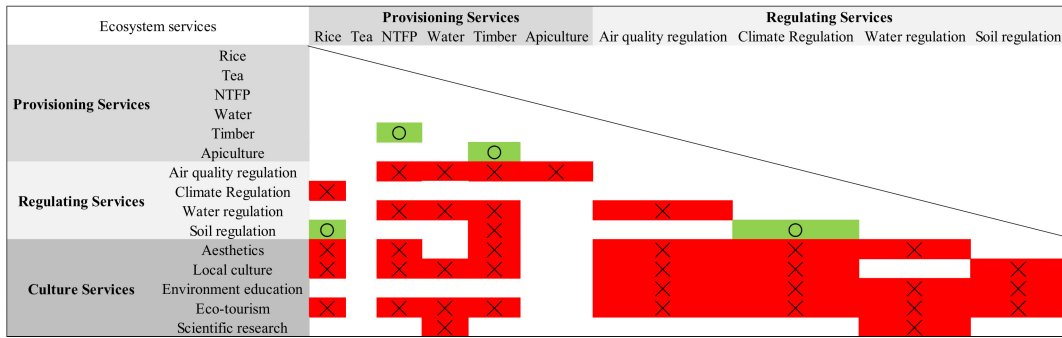 Ecosystem services Provisioning Services Regulating Services
Rice Tea NTFP Water Timber Apiculture Air quality regulation Climate Regulation Water regulation Soil regulation
Provisioning Services
Rice
Tea
NTFP
Water
Timber
Apiculture
Regulating Services
Air quality regulation
Climate Regulation
Water regulation
Soil regulation
Culture Services
Aesthetics
Local culture
Environment education
Eco-tourism
Scientific research